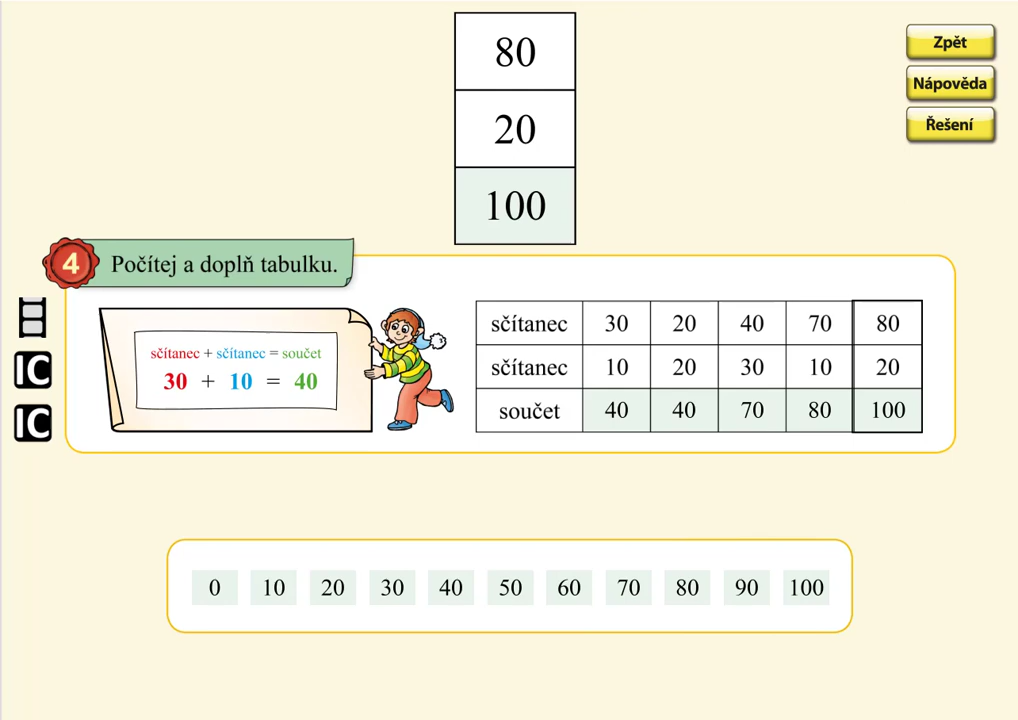 80
20
100
Zpět
Nápověda
Řešení
4 Počítej a doplň tabulku.
IC
IC
sčítanec + sčítanec = součet
30 + 10 = 40
sčítanec 30 20 40 70 80
sčítanec 10 20 30 10 20
součet 40 40 70 80 100
0 10 20 30 40 50 60 70 80 90 100